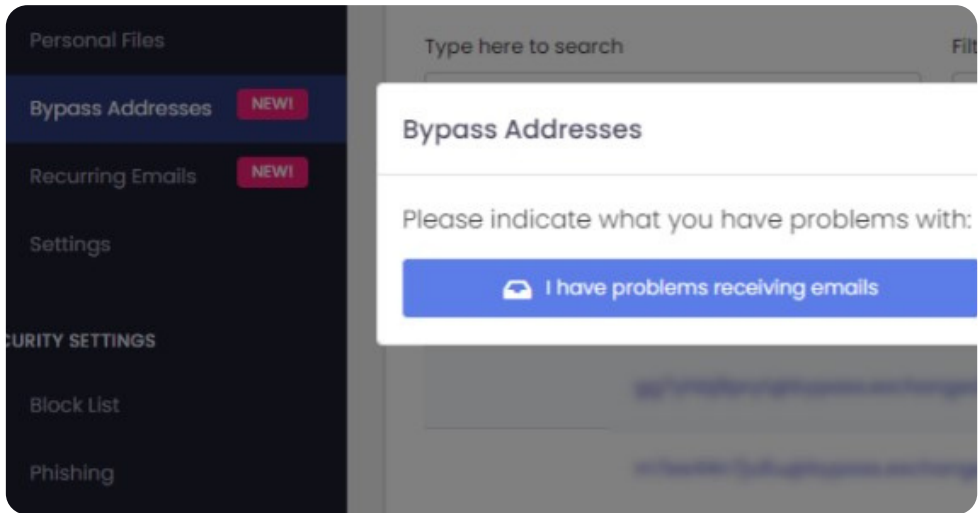 Personal Files
Bypass Addresses NEW!
Recurring Emails NEW!
Settings
CURITY SETTINGS
Block List
Phishing
Type here to search
Filt
Bypass Addresses
Please indicate what you have problems with:
I have problems receiving emails